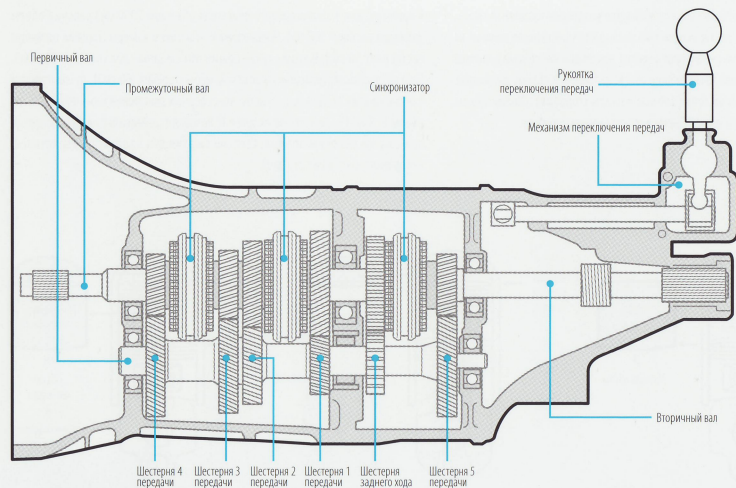 Первичный вал
Промежуточный вал
Синхронизатор
Рукоятка
переключения передач
Механизм переключения передач
Вторичный вал
Шестерня 4
передачи
Шестерня 3
передачи
Шестерня 2
передачи
Шестерня 1
передачи
Шестерня
заднего хода
Шестерня 5
передачи